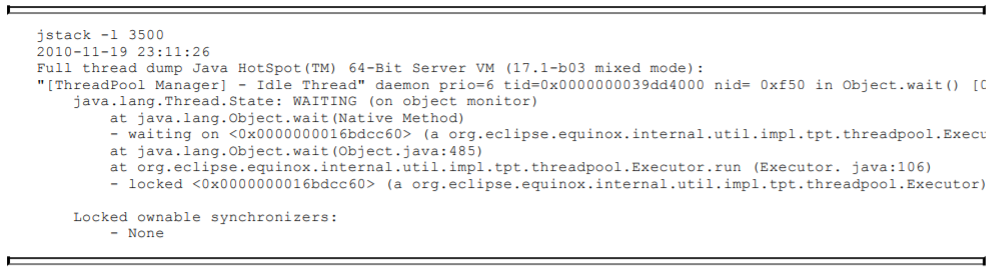 jstack -l 3500
2010-11-19 23:11:26
Full thread dump Java HotSpot(TM) 64-Bit Server VM (17.1-b03 mixed mode):
"[ThreadPool Manager] - Idle Thread" daemon prio=6 tid=0x0000000039dd4000 nid= 0xf50 in Object.wait() [0
java.lang.Thread.State: WAITING (on object monitor)
at java.lang.Object.wait(Native Method)
- waiting on <0x0000000016bdcc60> (a org.eclipse.equinox.internal.util.impl.tpt.threadpool.Execu
at java.lang.Object.wait(Object.java:485)
at org.eclipse.equinox.internal.util.impl.tpt.threadpool.Executor.run (Executor. java:106)
- locked <0x0000000016bdcc60> (a org.eclipse.equinox.internal.util.impl.tpt.threadpool.Executor)
Locked ownable synchronizers:
- None